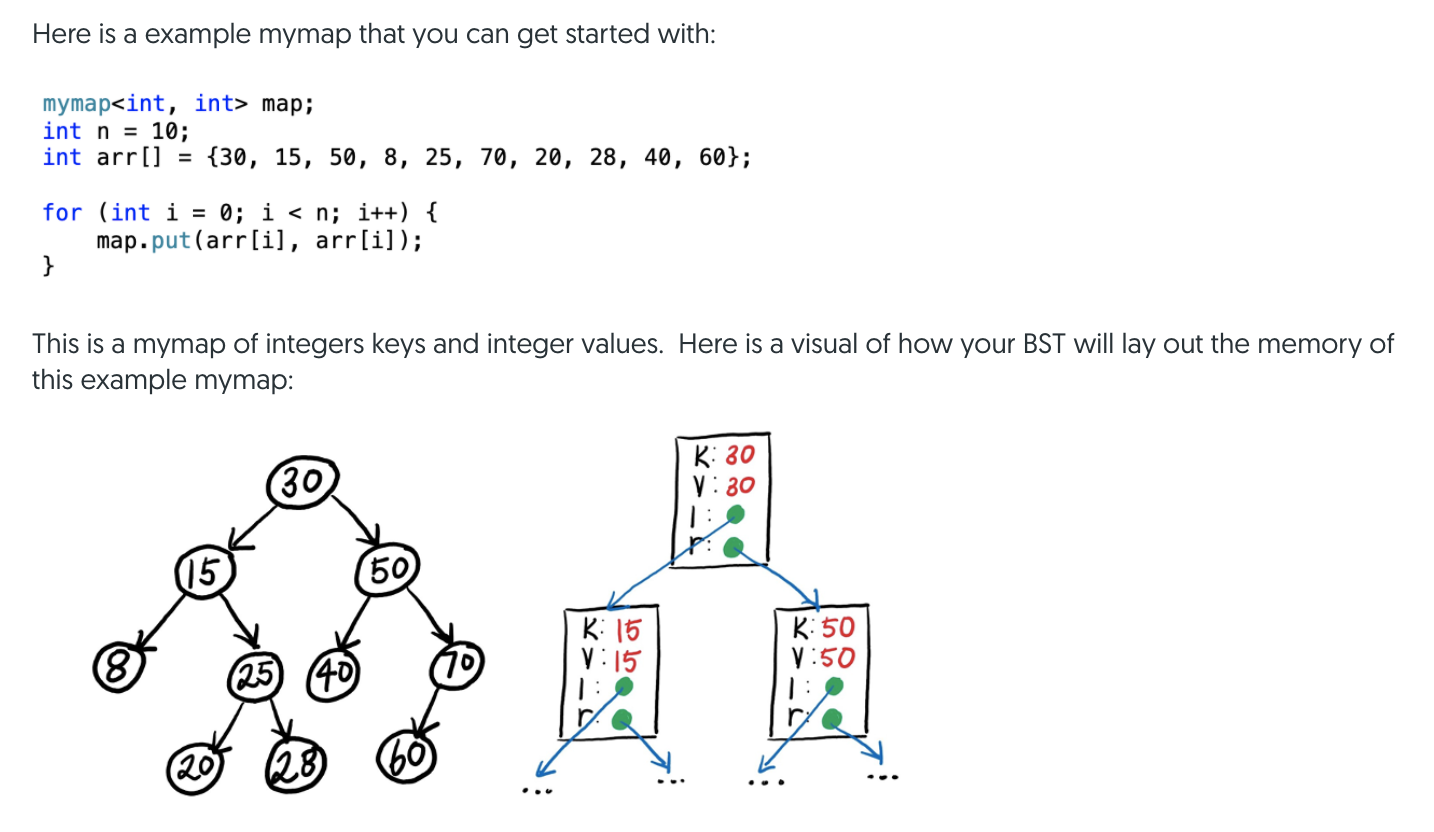 Here is a example mymap that you can get started with:
mymap<int, int> map;
int n = 10;
int arr[] = {30, 15, 50, 8, 25, 70, 20, 28, 40, 60};
for (int i = 0; i < n; i++) {
    map.put(arr[i], arr[i]);
}
This is a mymap of integers keys and integer values.  Here is a visual of how your BST will lay out the memory of
this example mymap:
30
15
50
8
25
40
70
20
28
60
K: 30
V: 30
l:
r:
K: 15
V: 15
l:
r:
K: 50
V: 50
l:
r:
...
...
...
...